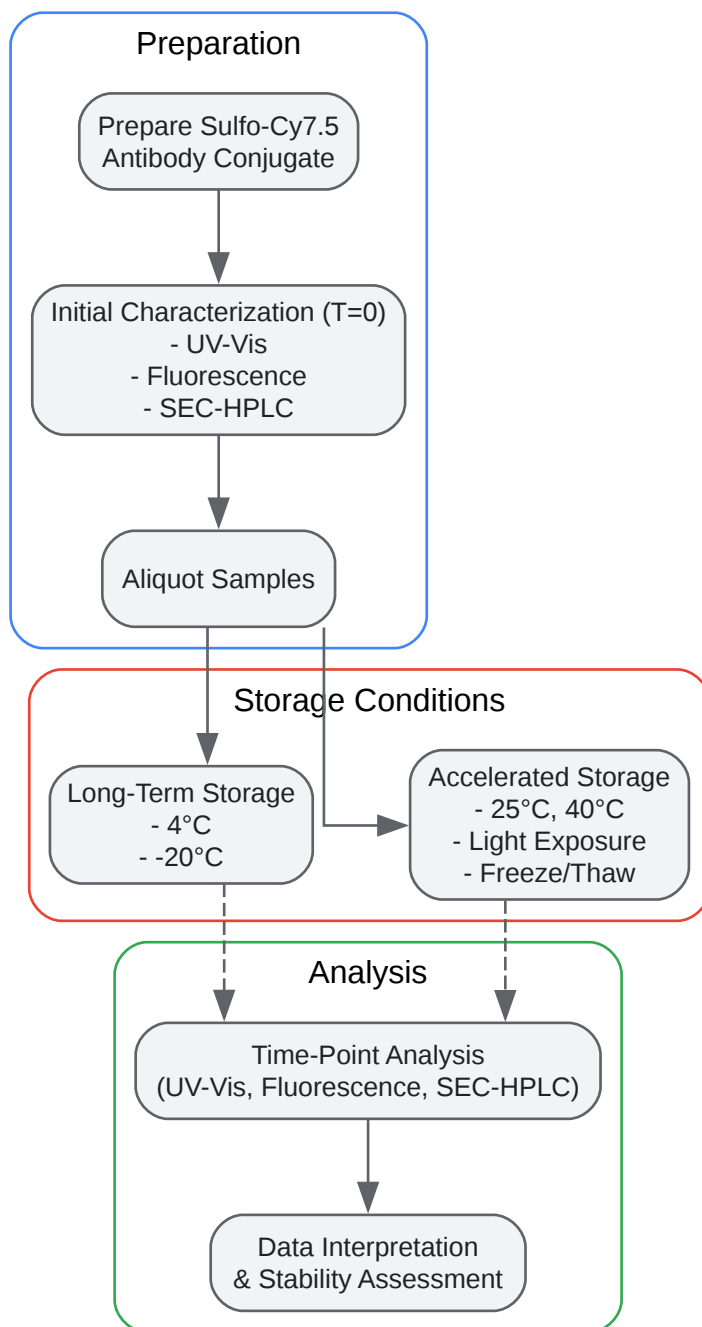 Preparation
Prepare Sulfo-Cy7.5
Antibody Conjugate
Initial Characterization (T=0)
- UV-Vis
- Fluorescence
- SEC-HPLC
Aliquot Samples
Storage Conditions
Long-Term Storage
- 4°C
- -20°C
Accelerated Storage
- 25°C, 40°C
- Light Exposure
- Freeze/Thaw
Analysis
Time-Point Analysis
(UV-Vis, Fluorescence, SEC-HPLC)
Data Interpretation
& Stability Assessment